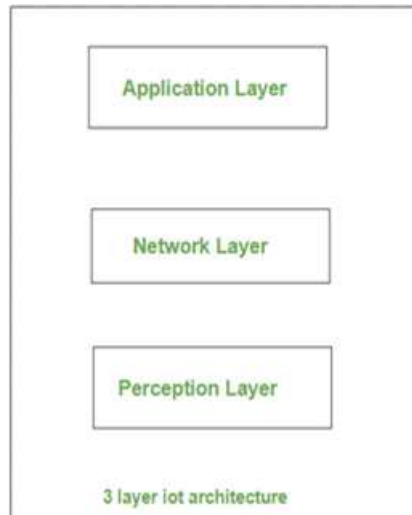 Application Layer
Network Layer
Perception Layer
3 layer iot architecture